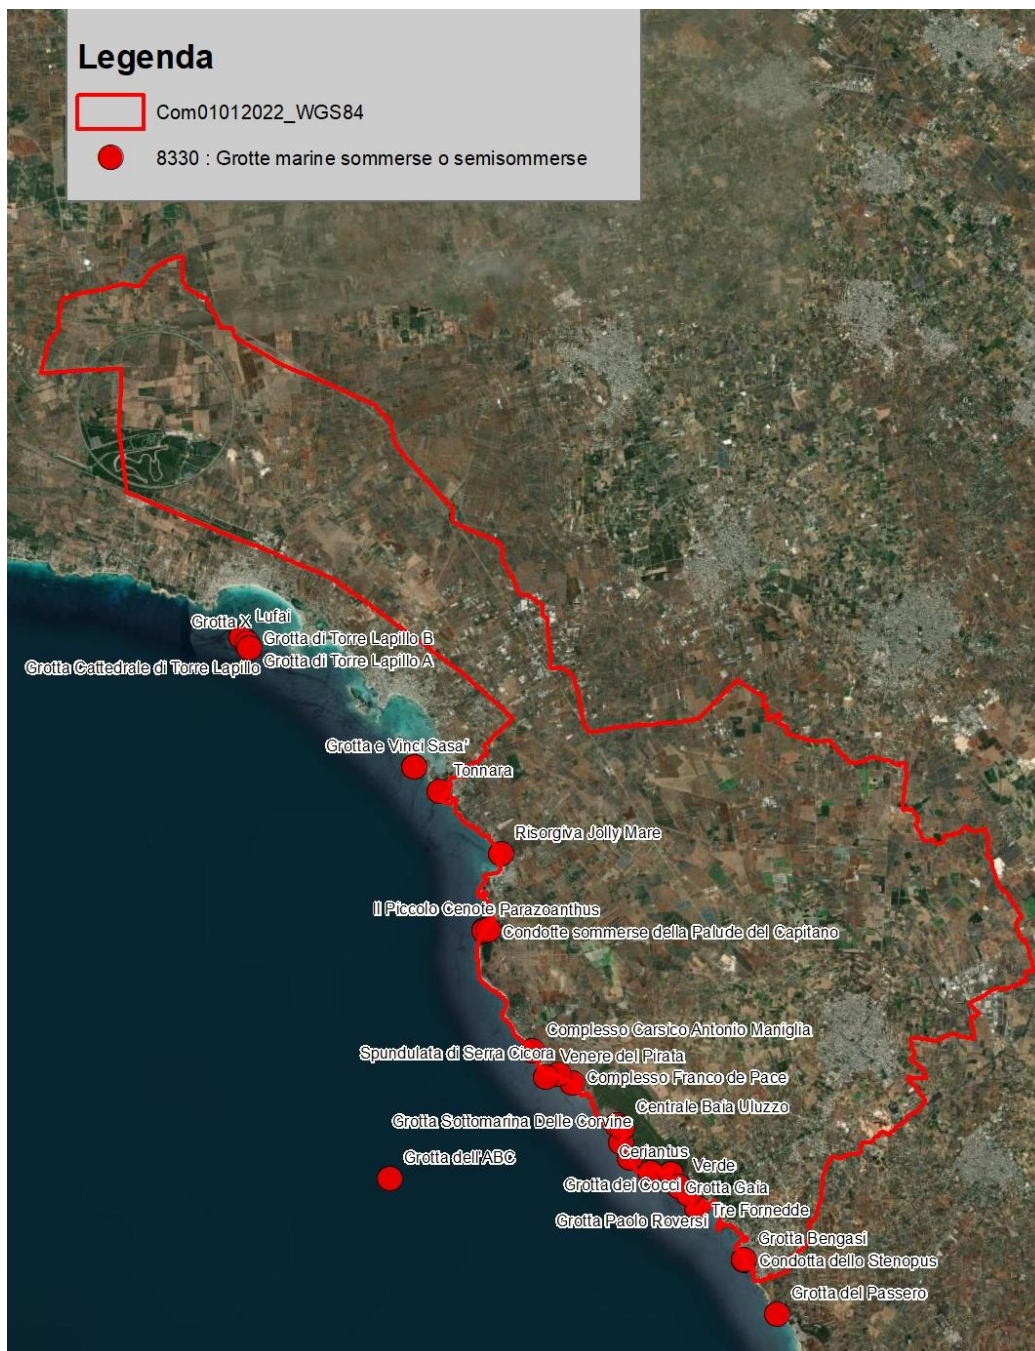 Legenda
Com01012022_WGS84
8330 : Grotte marine sommerse o semisommerse
Grotta X
Lufai
Grotta di Torre Lapillo B
Grotta di Torre Lapillo A
Grotta Cattedrale di Torre Lapillo
Grotta e Vinci Sasa'
Tonnara
Risorgiva Jolly Mare
Il Piccolo Cenote
Parazoanthus
Condotte sommerse della Palude del Capitano
Complesso Carsico Antonio Maniglia
Spundulata di Serra Cicora
Venere del Pirata
Complesso Franco de Pace
Centrale Baia Uluzzo
Grotta Sottomarina Delle Corvine
Ceriantus
Grotta dell'ABC
Verde
Grotta dei Cocci
Grotta Gaia
Tre Fornedde
Grotta Paolo Roversi
Grotta Bengasi
Condotta dello Stenopus
Grotta del Passero